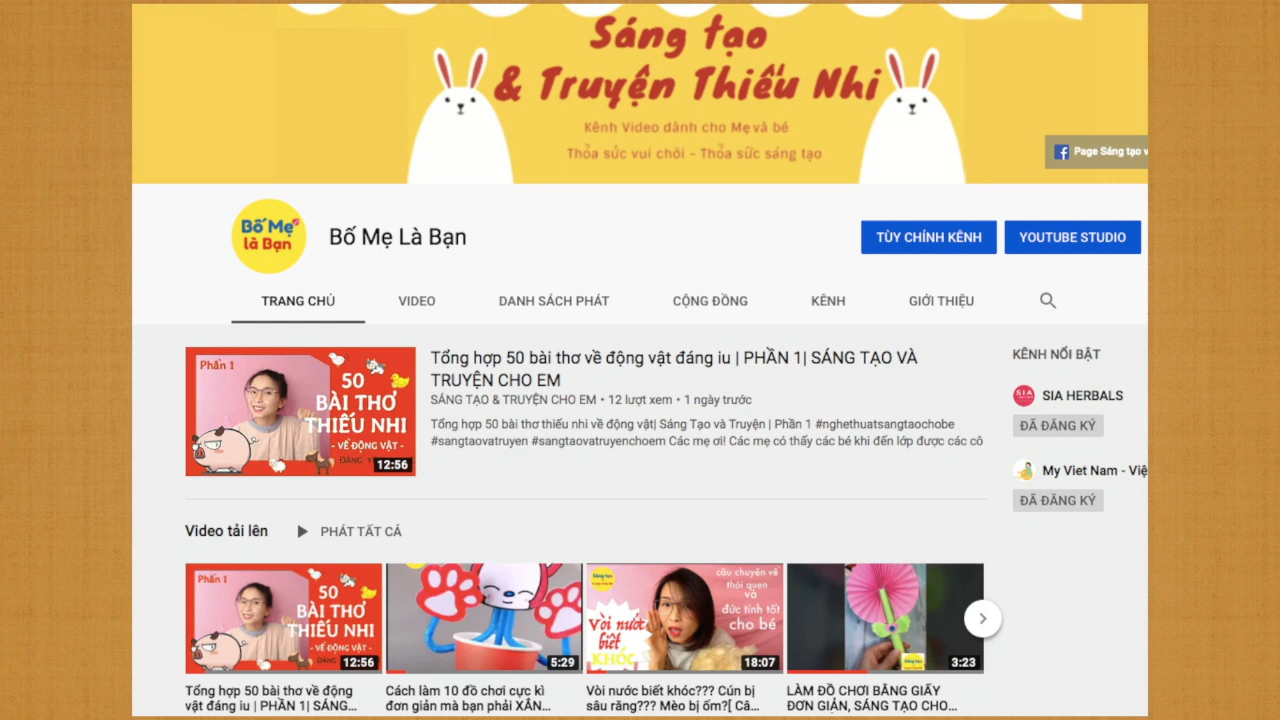 Sáng tạo
& Truyện Thiếu Nhi
Kênh Video dành cho Mẹ và bé
Thỏa sức vui chơi - Thỏa sức sáng tạo
Page Sáng tạo v
Bố Mẹ
là Bạn
Bố Mẹ Là Bạn
TÙY CHỈNH KÊNH
YOUTUBE STUDIO
TRANG CHỦ
VIDEO
DANH SÁCH PHÁT
CỘNG ĐỒNG
KÊNH
GIỚI THIỆU
Phần 1
50
BÀI THƠ
THIẾU NHI
- VỀ ĐỘNG VẬT -
ĐÁNG
12:56
Tổng hợp 50 bài thơ về động vật đáng iu | PHẦN 1| SÁNG TẠO VÀ
TRUYỆN CHO EM
SÁNG TẠO & TRUYỆN CHO EM • 12 lượt xem • 1 ngày trước
Tổng hợp 50 bài thơ thiếu nhi về động vật| Sáng Tạo và Truyện | Phần 1 #nghethuatsangtaochobe
#sangtaovatruyen #sangtaovatruyenchoem Các mẹ ơi! Các mẹ có thấy các bé khi đến lớp được các cô
KÊNH NỔI BẬT
SIA
SIA HERBALS
ĐÃ ĐĂNG KÝ
My Viet Nam - Việ
ĐÃ ĐĂNG KÝ
Video tải lên
PHÁT TẤT CẢ
Phần 1
50
BÀI THƠ
THIẾU NHI
- VỀ ĐỘNG VẬT -
ĐÁNG
12:56
5:29
Sáng tạo
câu chuyện về
thói quen
và
đức tính tốt
cho bé
Vòi nước
biết
KHÓC
18:07
Sáng tạo
3:23
Tổng hợp 50 bài thơ về động
vật đáng iu | PHẦN 1| SÁNG...
Cách làm 10 đồ chơi cực kì
đơn giản mà bạn phải XẮN...
Vòi nước biết khóc??? Cún bị
sâu răng??? Mèo bị ốm?[ Câ...
LÀM ĐỒ CHƠI BẰNG GIẤY
ĐƠN GIẢN, SÁNG TẠO CHO...